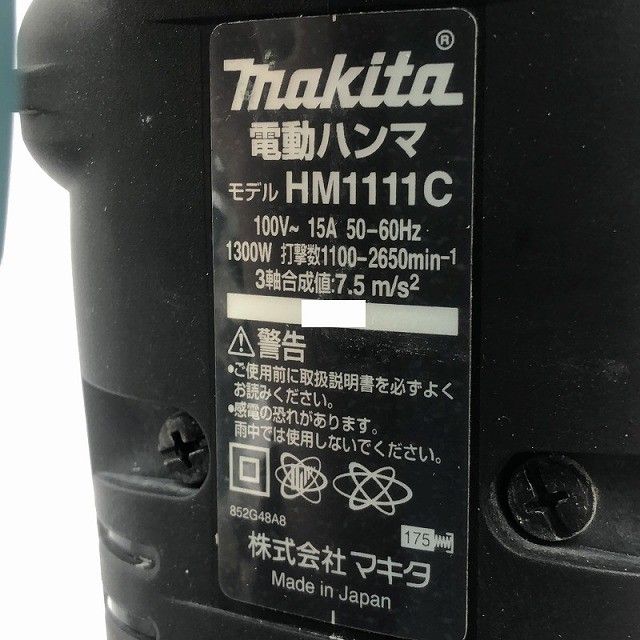 makita®
電動ハンマ
モデル HM1111C
100V~ 15A 50-60Hz
1300W 打撃数1100-2650min-1
3軸合成値:7.5 m/s2
警告
•ご使用前に取扱説明書を必ずよく
お読みください。
•感電の恐れがあります。
雨中では使用しないでください。
852G48A8
175
株式会社 マキタ
Made in Japan